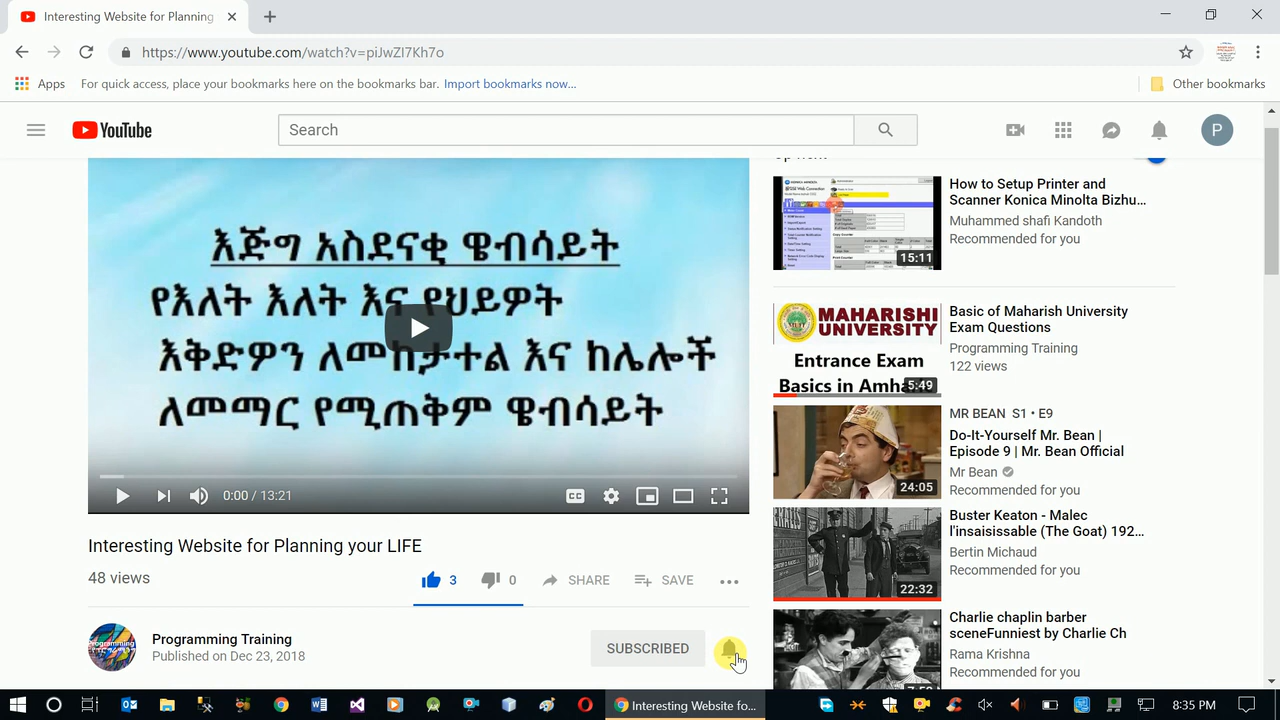 Interesting Website for Planning
https://www.youtube.com/watch?v=piJwZI7Kh7o
Apps
For quick access, place your bookmarks here on the bookmarks bar. Import bookmarks now...
Other bookmarks
YouTube
Search
P
እጅግ አስደናቂ ዌብሳይት
የእለት እለት እና የህይዎት
እቅድዎን ለመከታተል እና ከሌሎች
ለመማር የሚጠቅም ዌብሳይት
0:00 / 13:21
CC
Interesting Website for Planning your LIFE
48 views
3
0
SHARE
SAVE
Programming
Programming Training
Published on Dec 23, 2018
SUBSCRIBED
Up next
15:11
How to Setup Printer and
Scanner Konica Minolta Bizhu...
Muhammed shafi Kandoth
Recommended for you
MAHARISHI
UNIVERSITY
Entrance Exam
Basics in Amha
5:49
Basic of Maharish University
Exam Questions
Programming Training
122 views
24:05
MR BEAN S1 • E9
Do-It-Yourself Mr. Bean |
Episode 9 | Mr. Bean Official
Mr Bean
Recommended for you
22:32
Buster Keaton - Malec
l'insaisissable (The Goat) 192...
Bertin Michaud
Recommended for you
Charlie chaplin barber
sceneFunniest by Charlie Ch
Rama Krishna
Recommended for you
Interesting Website fo...
8:35 PM